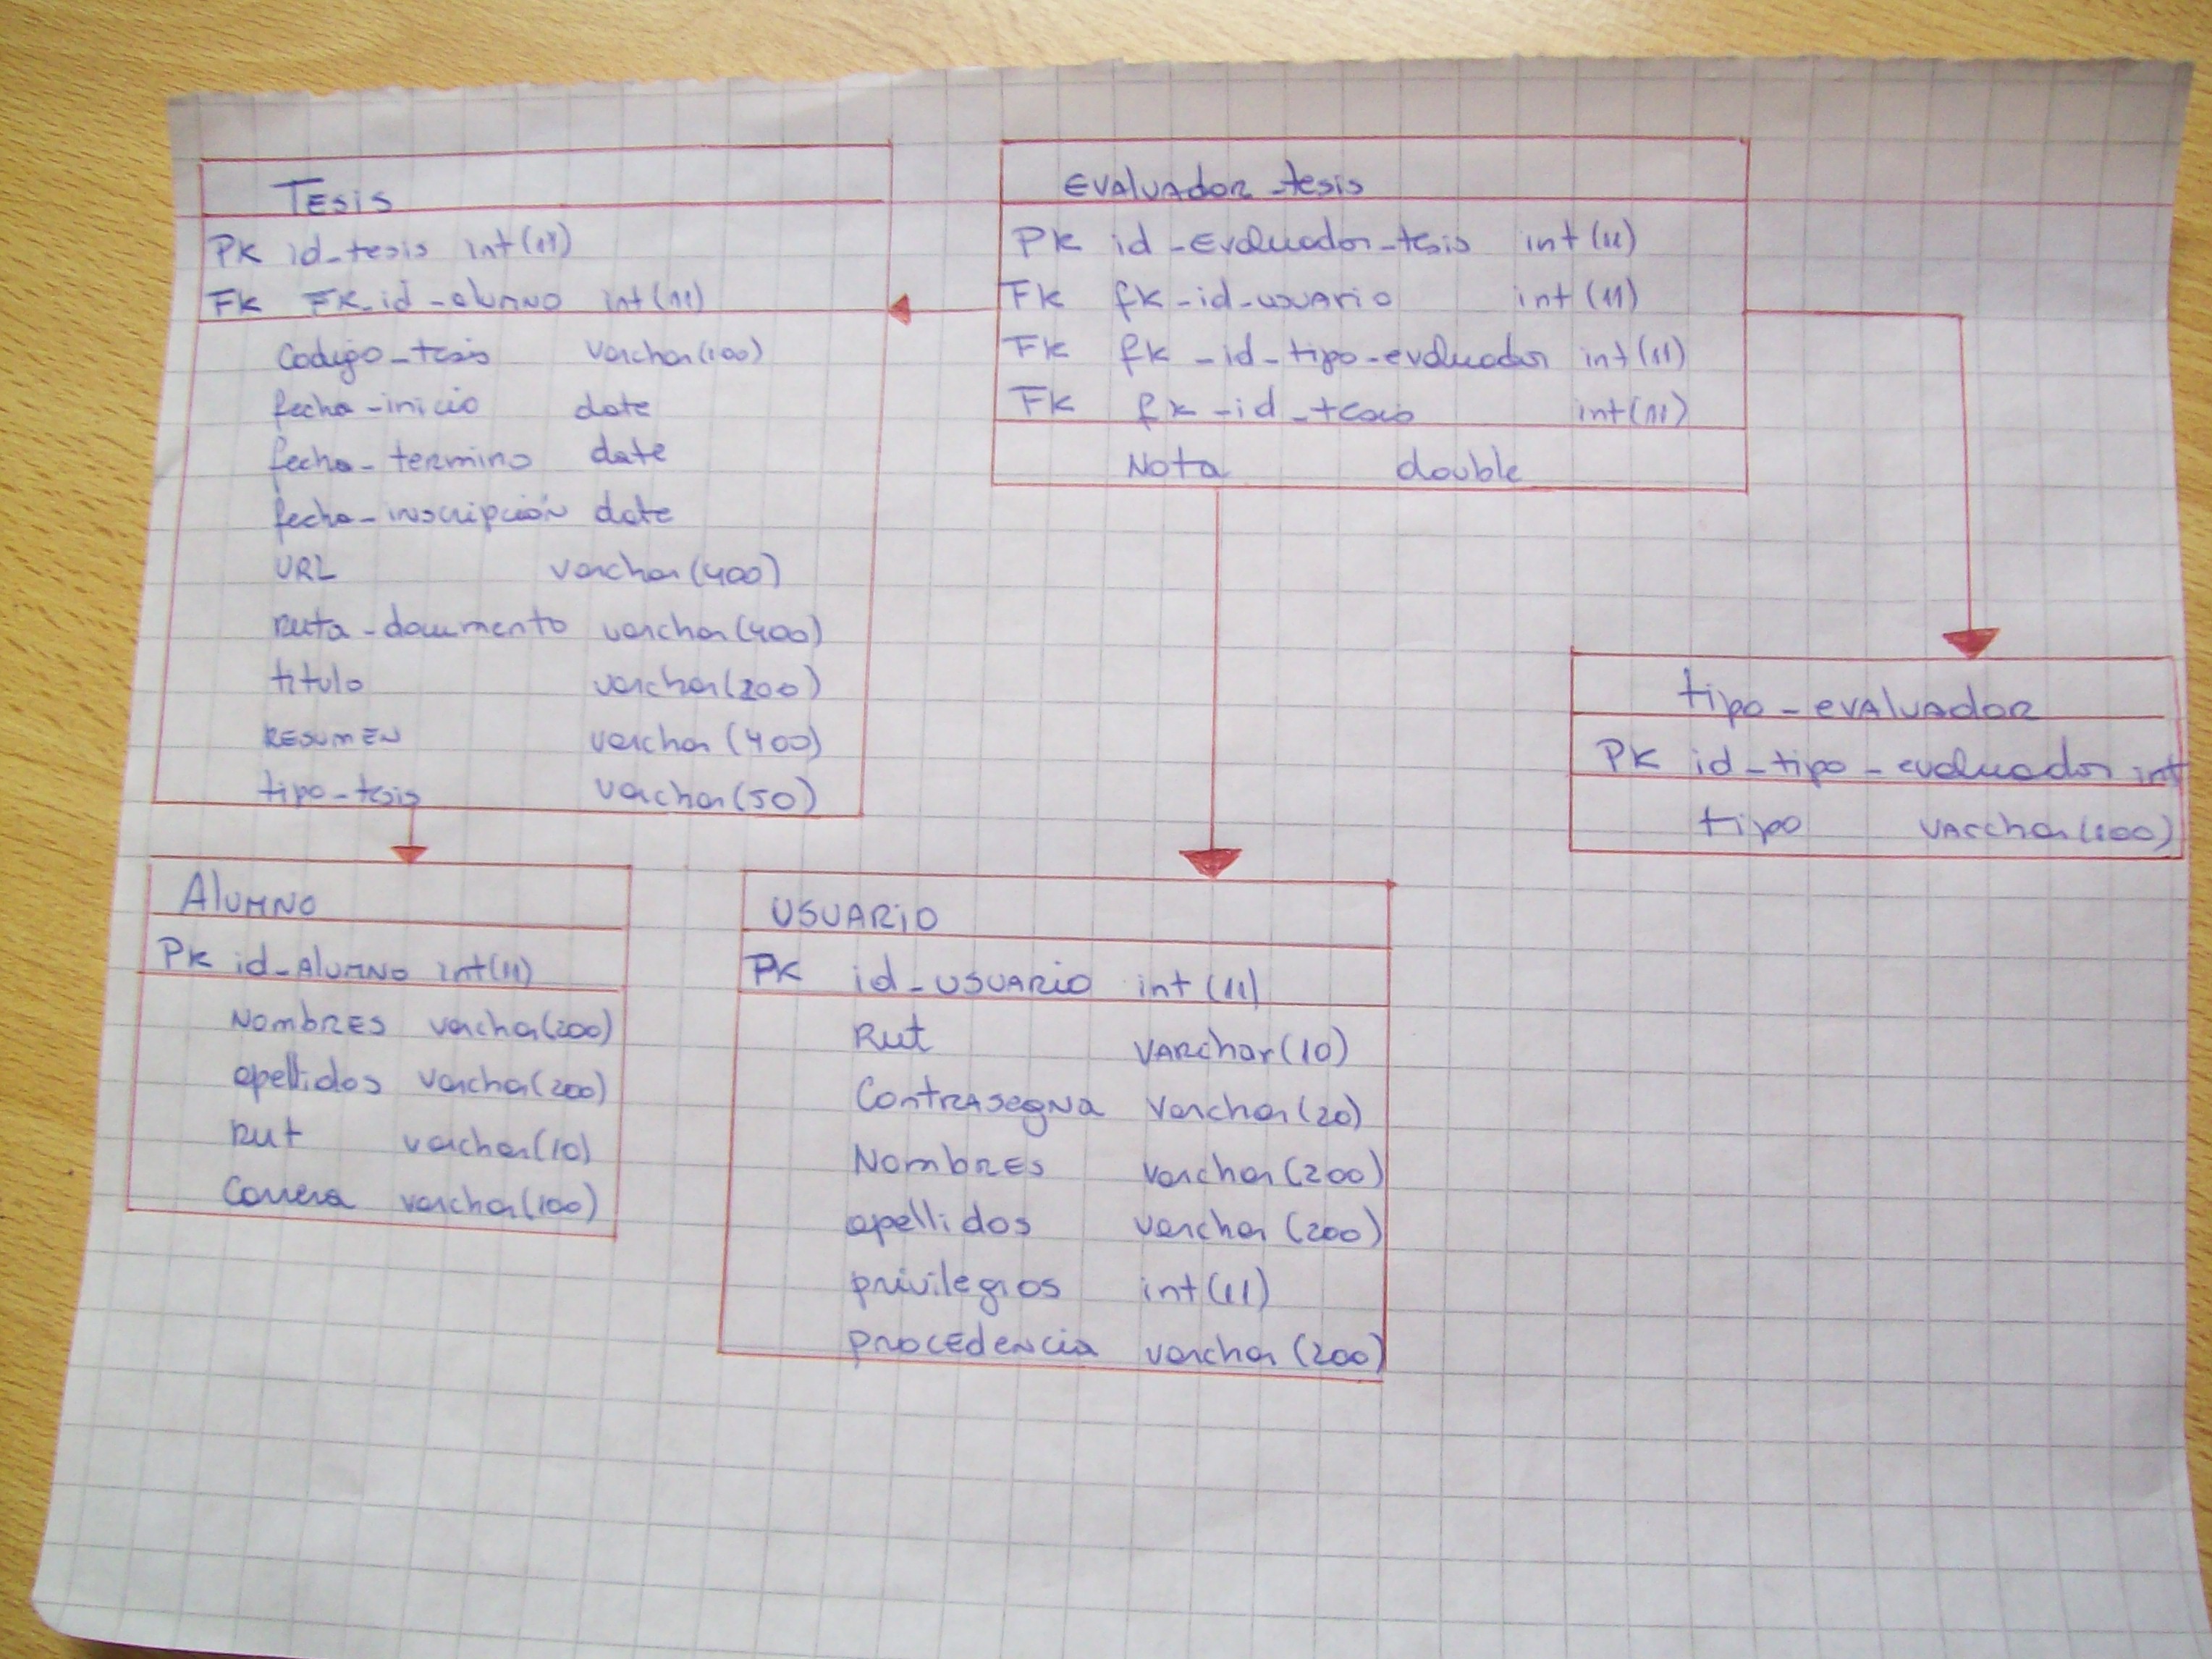 Tesis
PK id_tesis int(11)
FK FK_id_alumno int(11)
Codigo_tesis varchar(100)
fecha_inicio date
fecha_termino date
fecha_inscripción date
URL varchar(400)
ruta_documento varchar(400)
titulo varchar(200)
RESUMEN varchar(400)
tipo_tesis varchar(50)
Evaluador_tesis
PK id_Evaluador_tesis int(11)
FK fk_id_usuario int(11)
FK fk_id_tipo_evaluador int(11)
FK fk_id_tesis int(11)
Nota double
tipo_evaluador
PK id_tipo_evaluador int
tipo varchar(100)
Alumno
PK id_Alumno int(11)
Nombres varchar(200)
apellidos varchar(200)
Rut varchar(10)
Carrera varchar(100)
USUARIO
PK id_USUARIO int(11)
Rut varchar(10)
Contrasegna varchar(20)
Nombres varchar(200)
apellidos varchar(200)
privilegios int(11)
procedencia varchar(200)